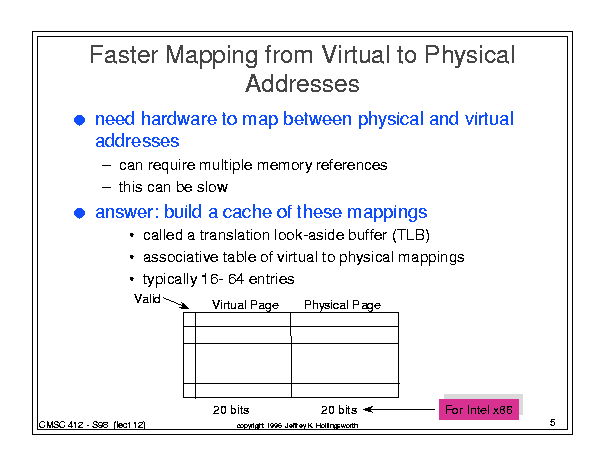 Faster Mapping from Virtual to Physical
Addresses
● need hardware to map between physical and virtual
addresses
– can require multiple memory references
– this can be slow
● answer: build a cache of these mappings
• called a translation look-aside buffer (TLB)
• associative table of virtual to physical mappings
• typically 16- 64 entries
Valid
Virtual Page Physical Page
20 bits 20 bits For Intel x86
CMSC 412 - S98 (lect 12) copyright 1996 Jeffrey K. Hollingsworth 5